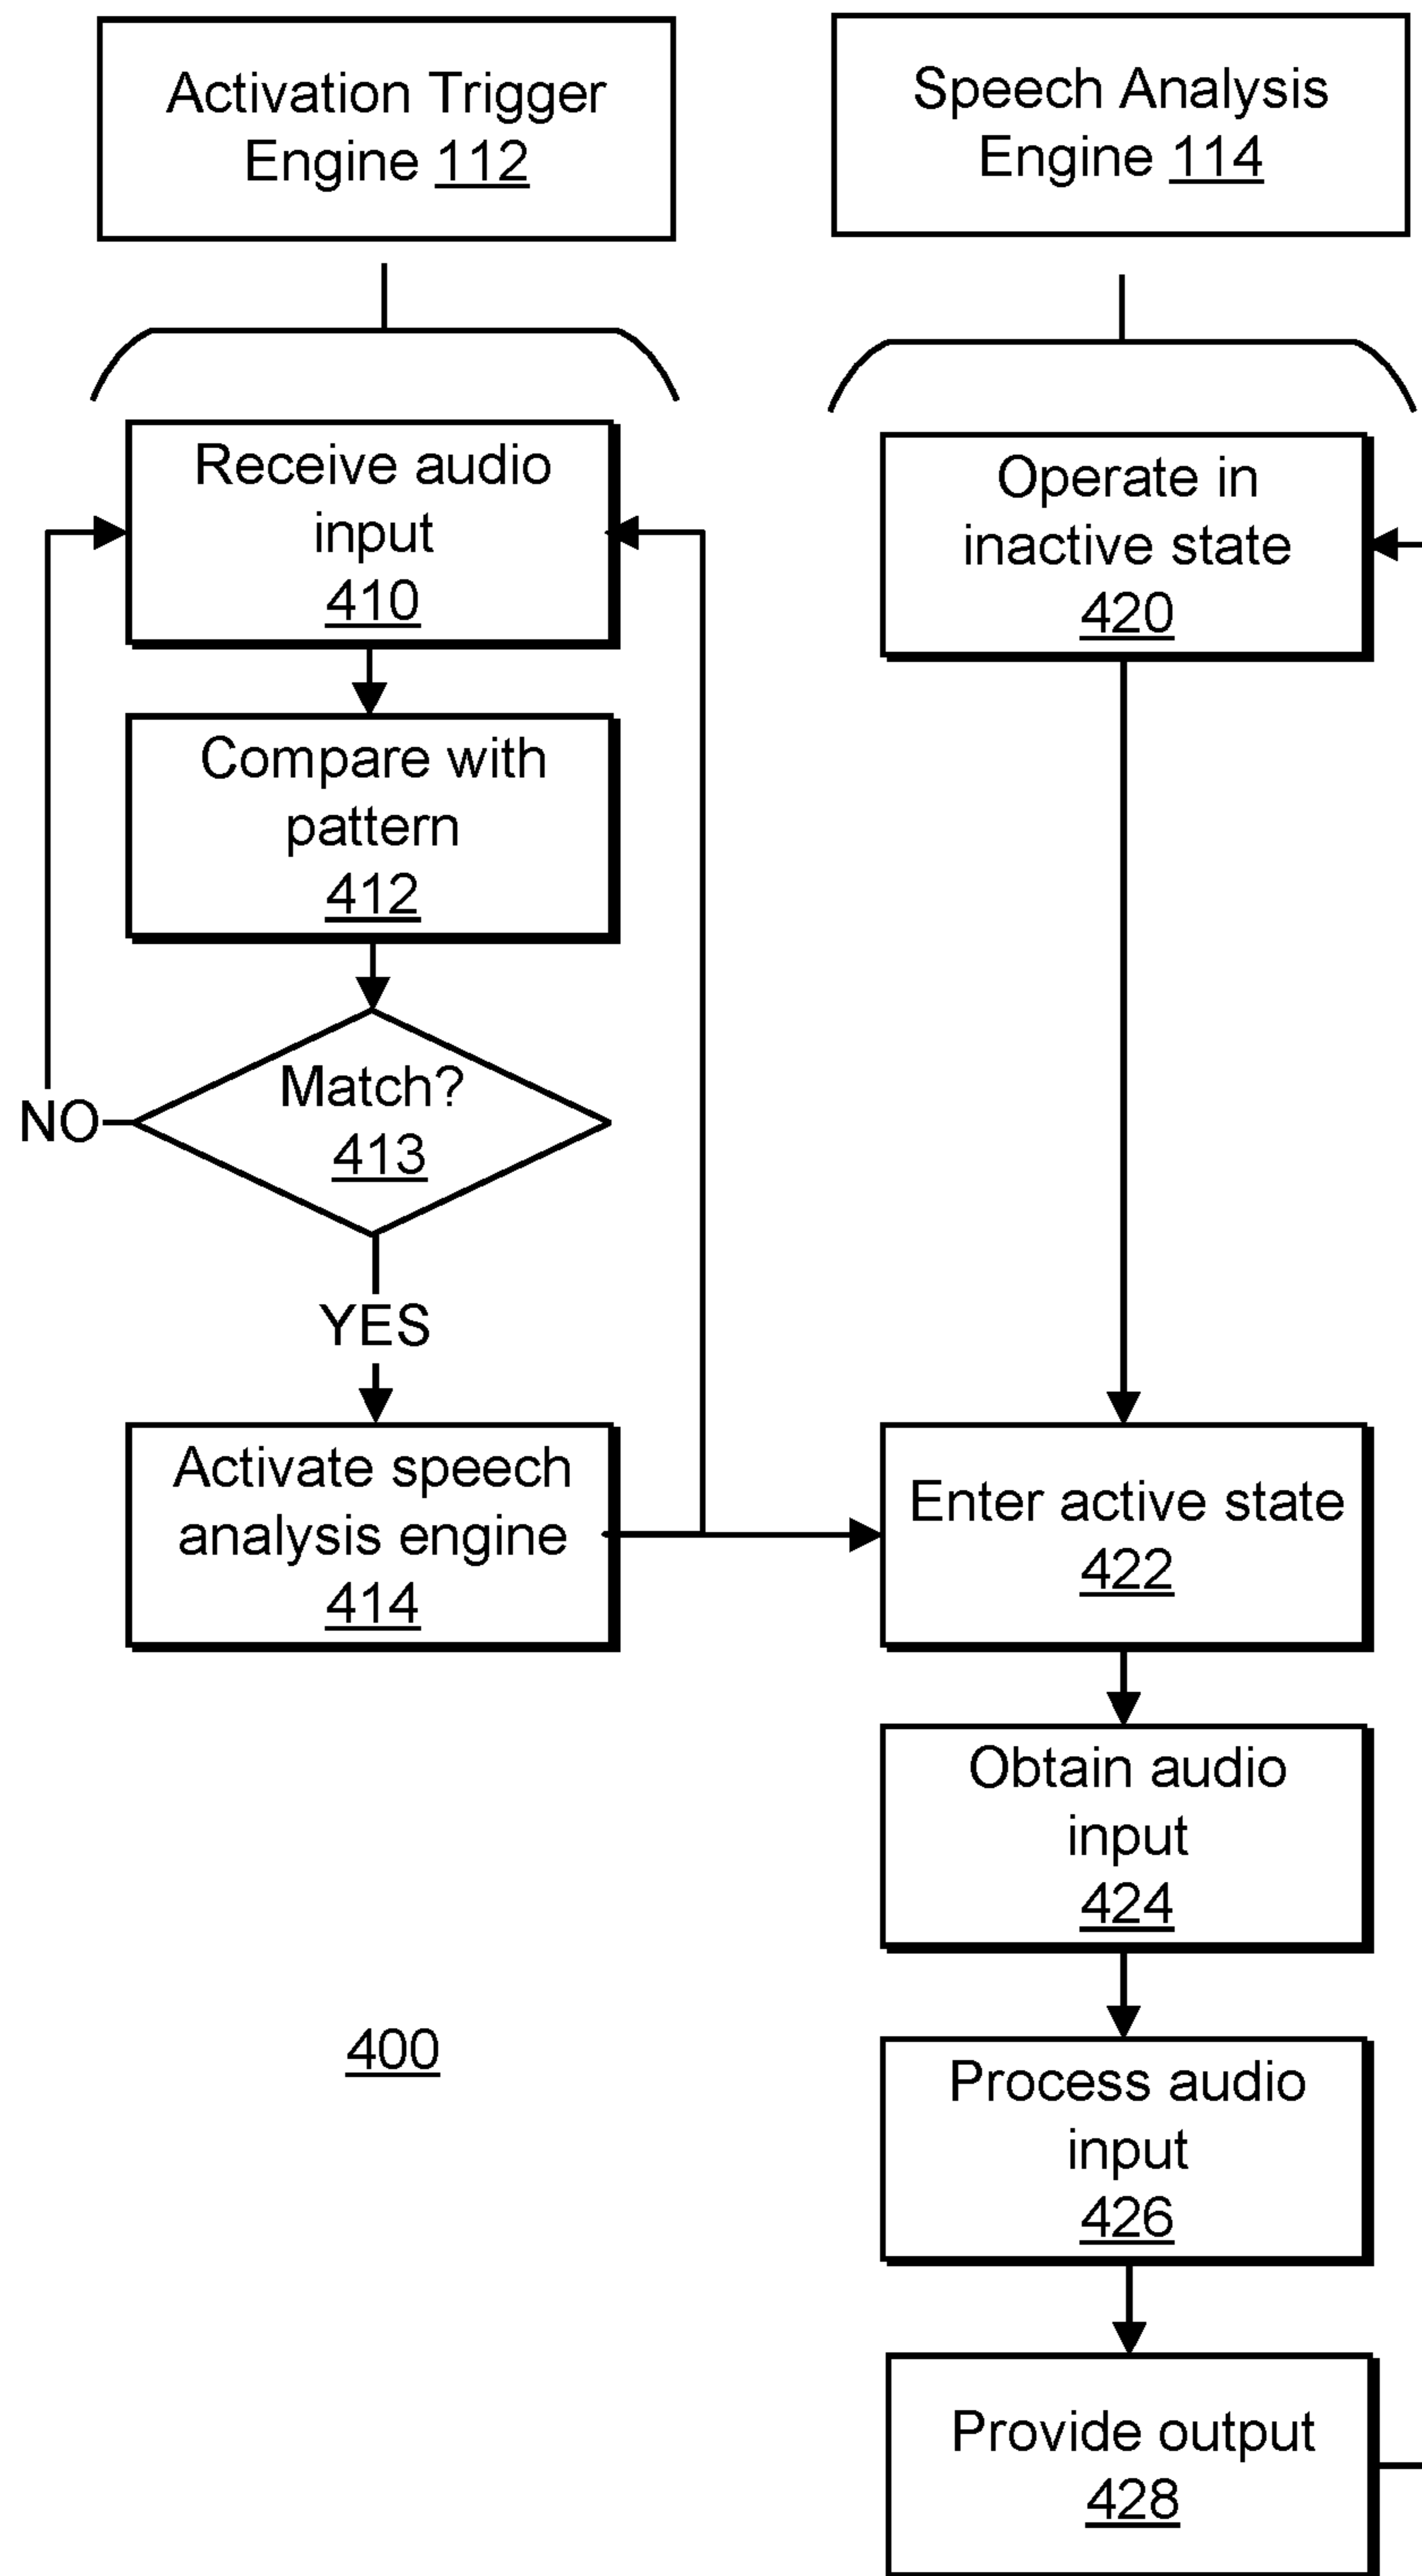 Activation Trigger
Engine 112
Receive audio
input
410
Compare with
pattern
412
Match?
413
NO
YES
Activate speech
analysis engine
414
400
Speech Analysis
Engine 114
Operate in
inactive state
420
Enter active state
422
Obtain audio
input
424
Process audio
input
426
Provide output
428